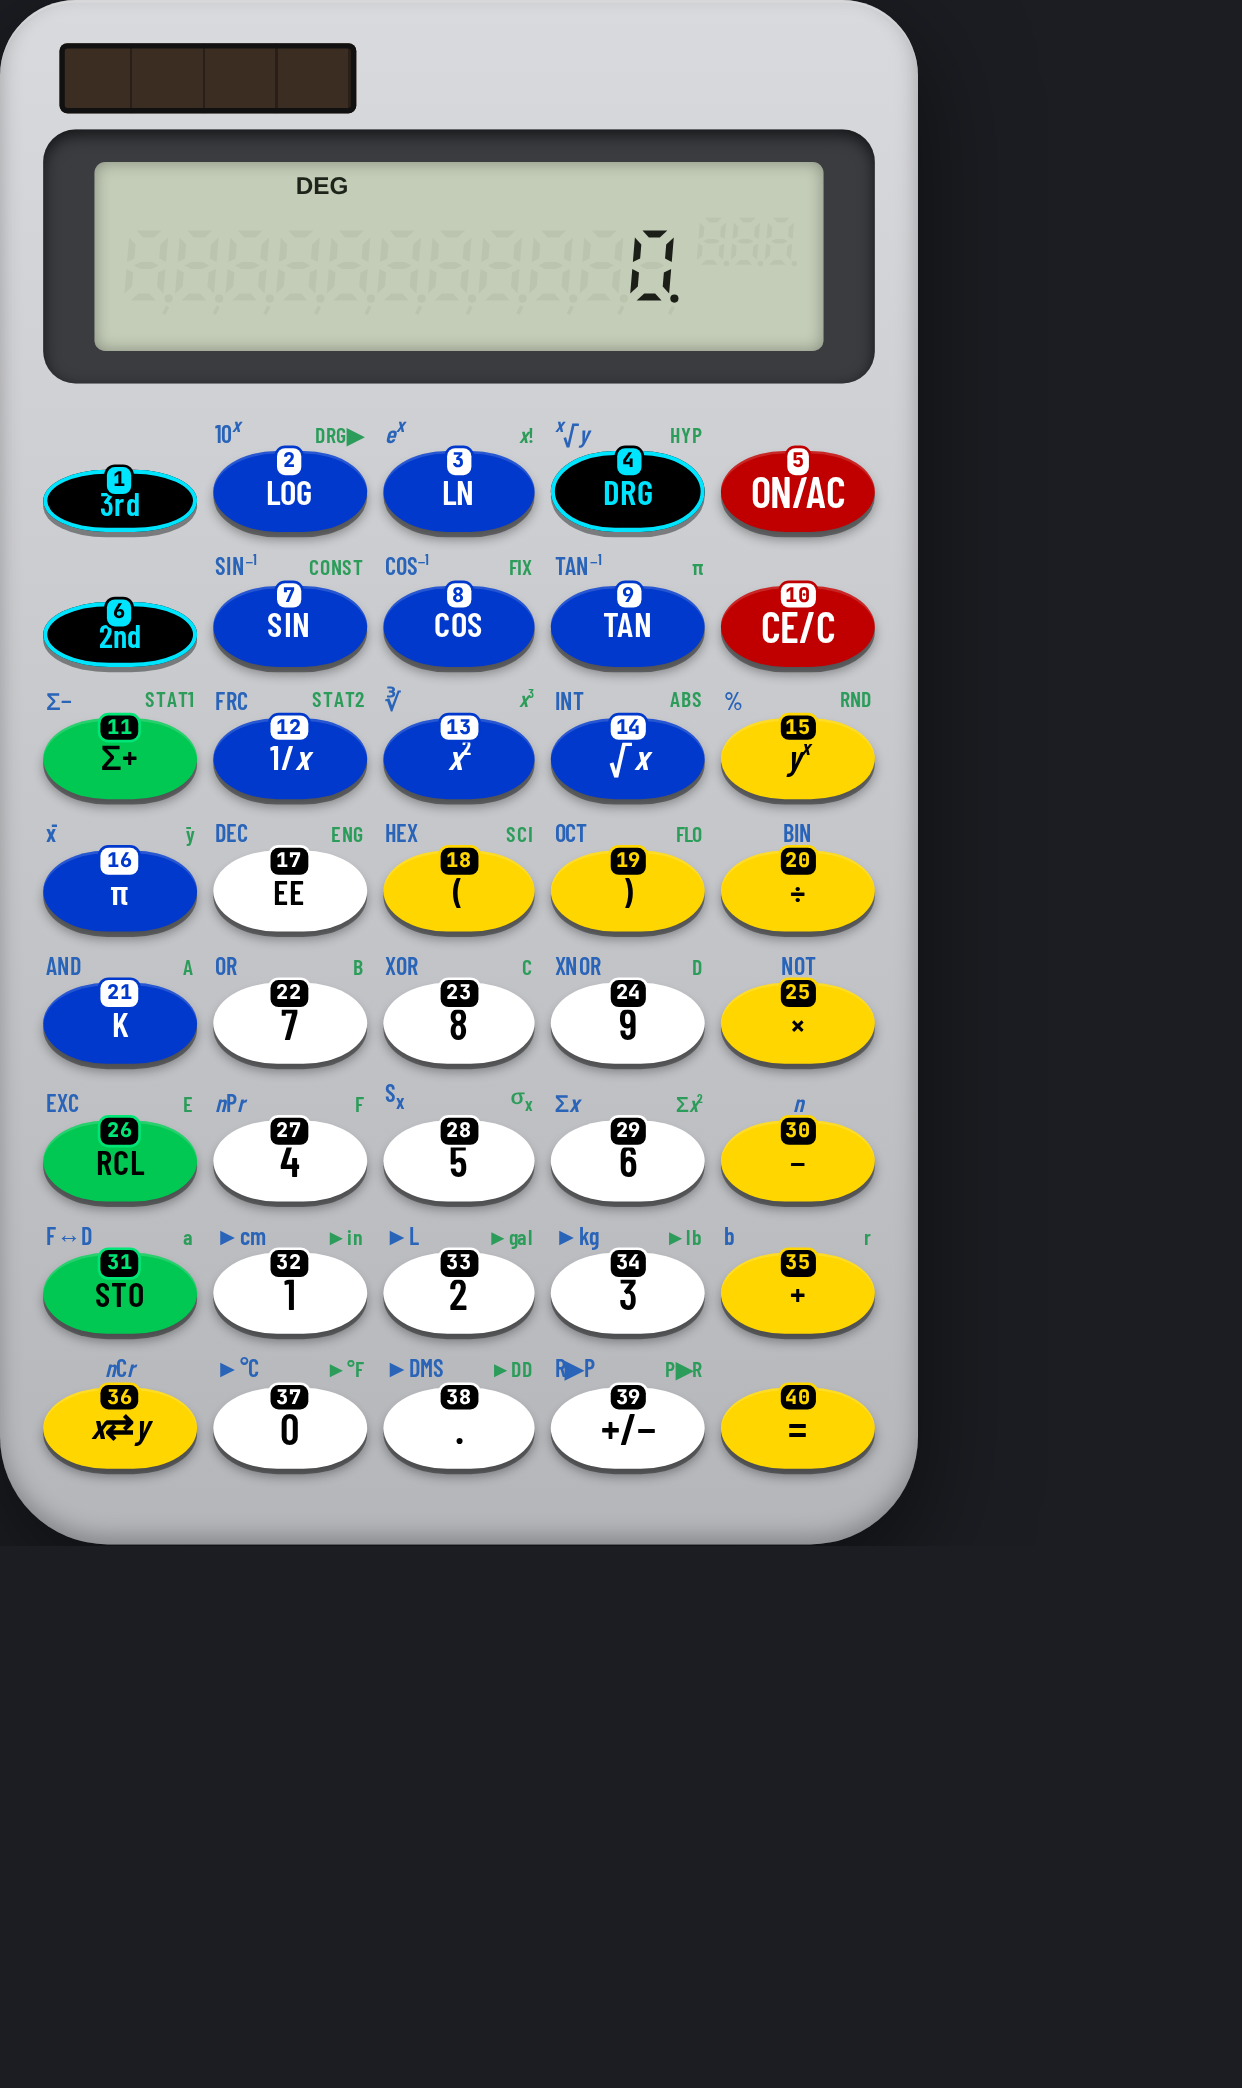 DEG
0.
10ˣ DRG▶ eˣ x! ˣ√y HYP
1 2 3 4 5
3rd LOG LN DRG ON/AC
SIN⁻¹ CONST COS⁻¹ FIX TAN⁻¹ π
6 7 8 9 10
2nd SIN COS TAN CE/C
Σ− STAT1 FRC STAT2 ∛ x³ INT ABS % RND
11 12 13 14 15
Σ+ 1/x x² √x yˣ
x̄ ȳ DEC ENG HEX SCI OCT FLO BIN
16 17 18 19 20
π EE ( ) ÷
AND A OR B XOR C XNOR D NOT
21 22 23 24 25
K 7 8 9 ×
EXC E nPr F Sx σx Σx Σx² n
26 27 28 29 30
RCL 4 5 6 −
F↔D a ►cm ►in ►L ►gal ►kg ►lb b r
31 32 33 34 35
STO 1 2 3 +
nCr ►°C ►°F ►DMS ►DD R▶P P▶R
36 37 38 39 40
x⇄y 0 . +/− =